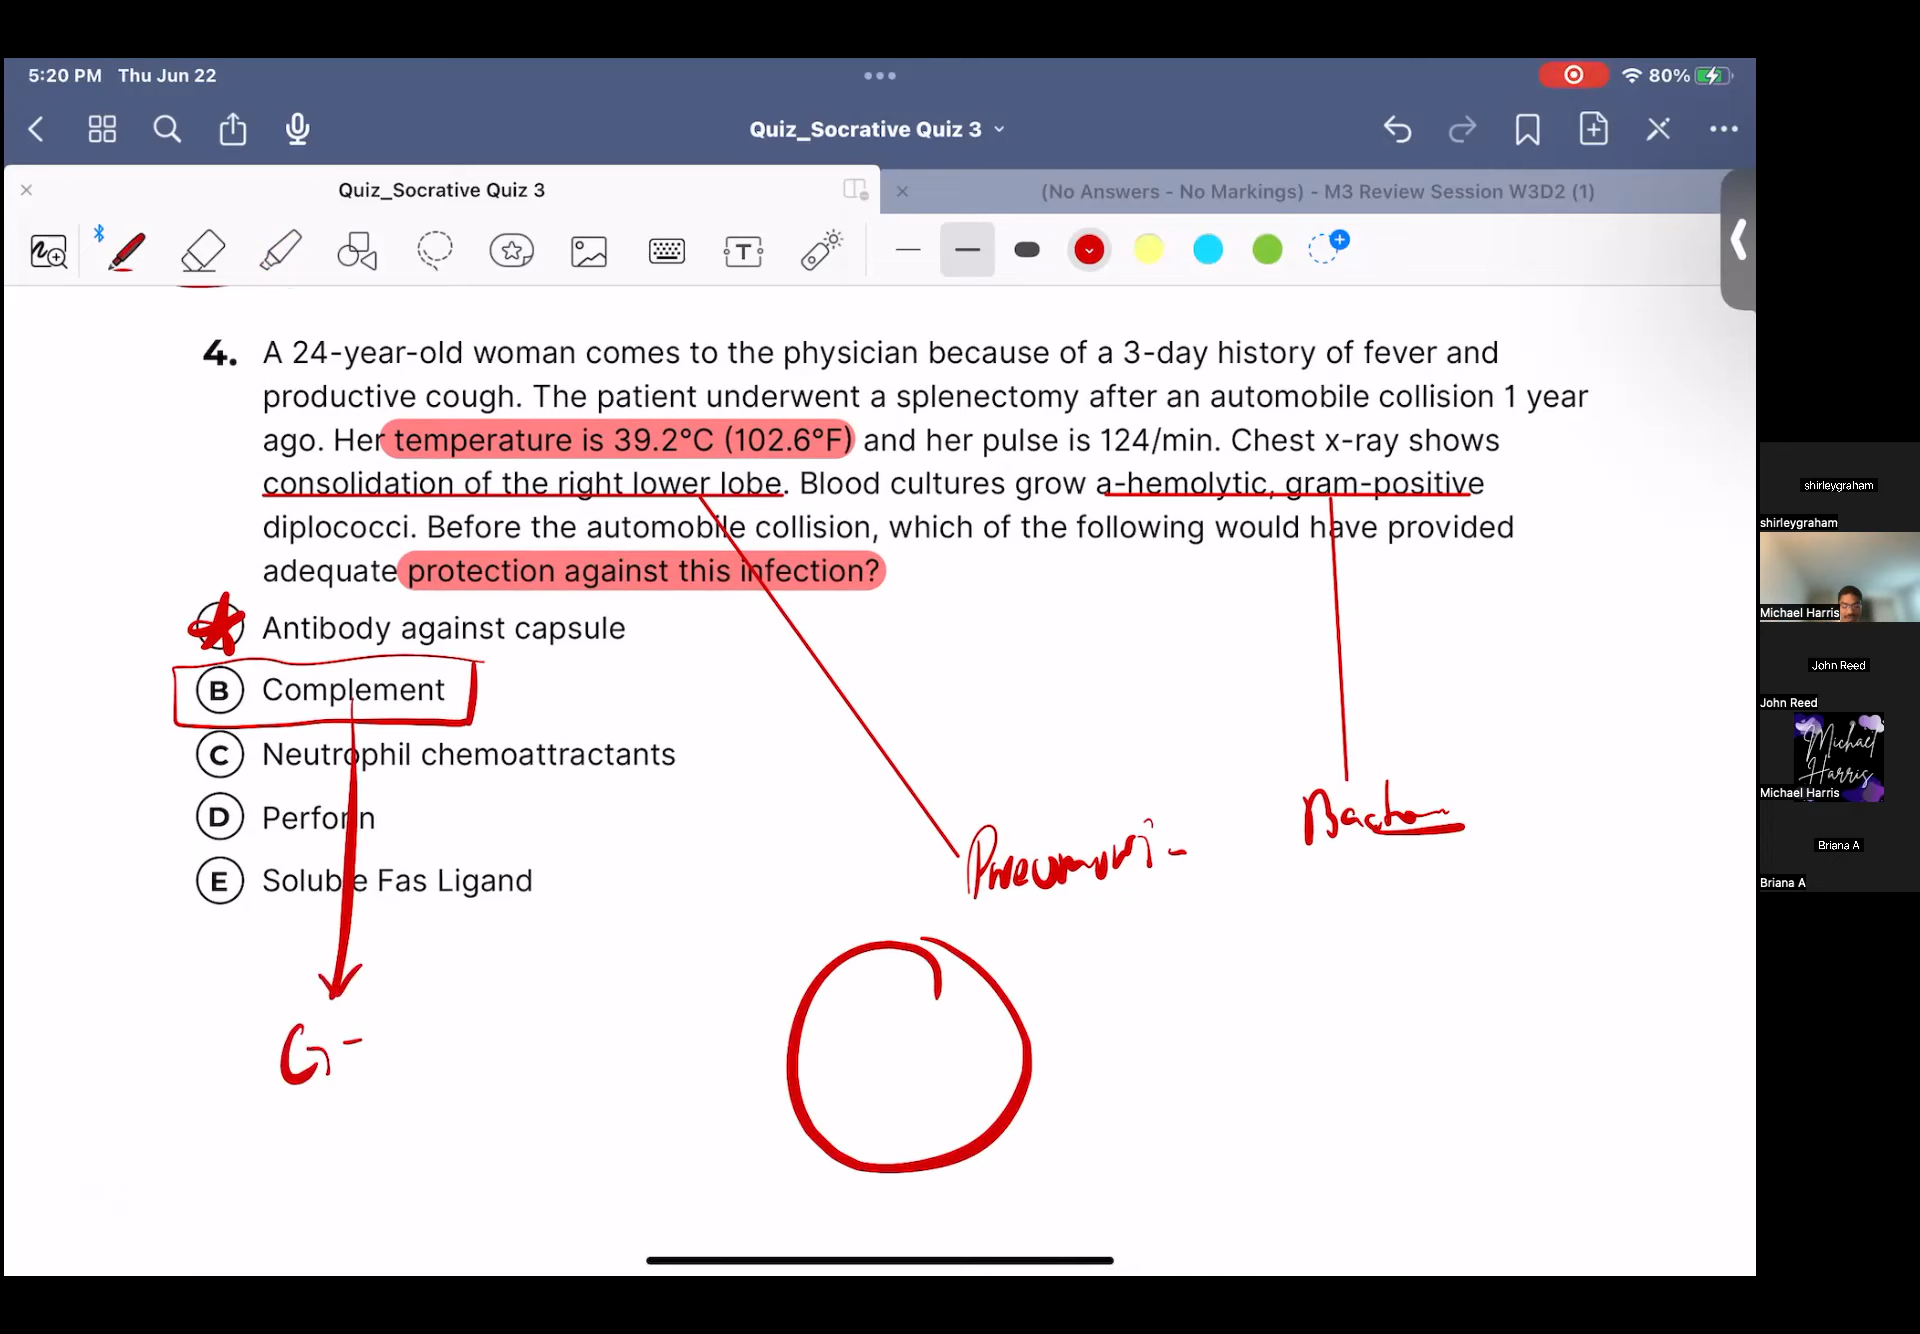 5:20 PM Thu Jun 22
80%
Quiz_Socrative Quiz 3
Quiz_Socrative Quiz 3
(No Answers - No Markings) - M3 Review Session W3D2 (1)
T
4. A 24-year-old woman comes to the physician because of a 3-day history of fever and
productive cough. The patient underwent a splenectomy after an automobile collision 1 year
ago. Her temperature is 39.2°C (102.6°F) and her pulse is 124/min. Chest x-ray shows
consolidation of the right lower lobe. Blood cultures grow a-hemolytic, gram-positive
diplococci. Before the automobile collision, which of the following would have provided
adequate protection against this infection?
Antibody against capsule
B Complement
C Neutrophil chemoattractants
D Perforin
E Soluble Fas Ligand
G-
shirleygraham
shirleygraham
Michael Harris
John Reed
John Reed
Michael
Harris
Michael Harris
Briana A
Briana A